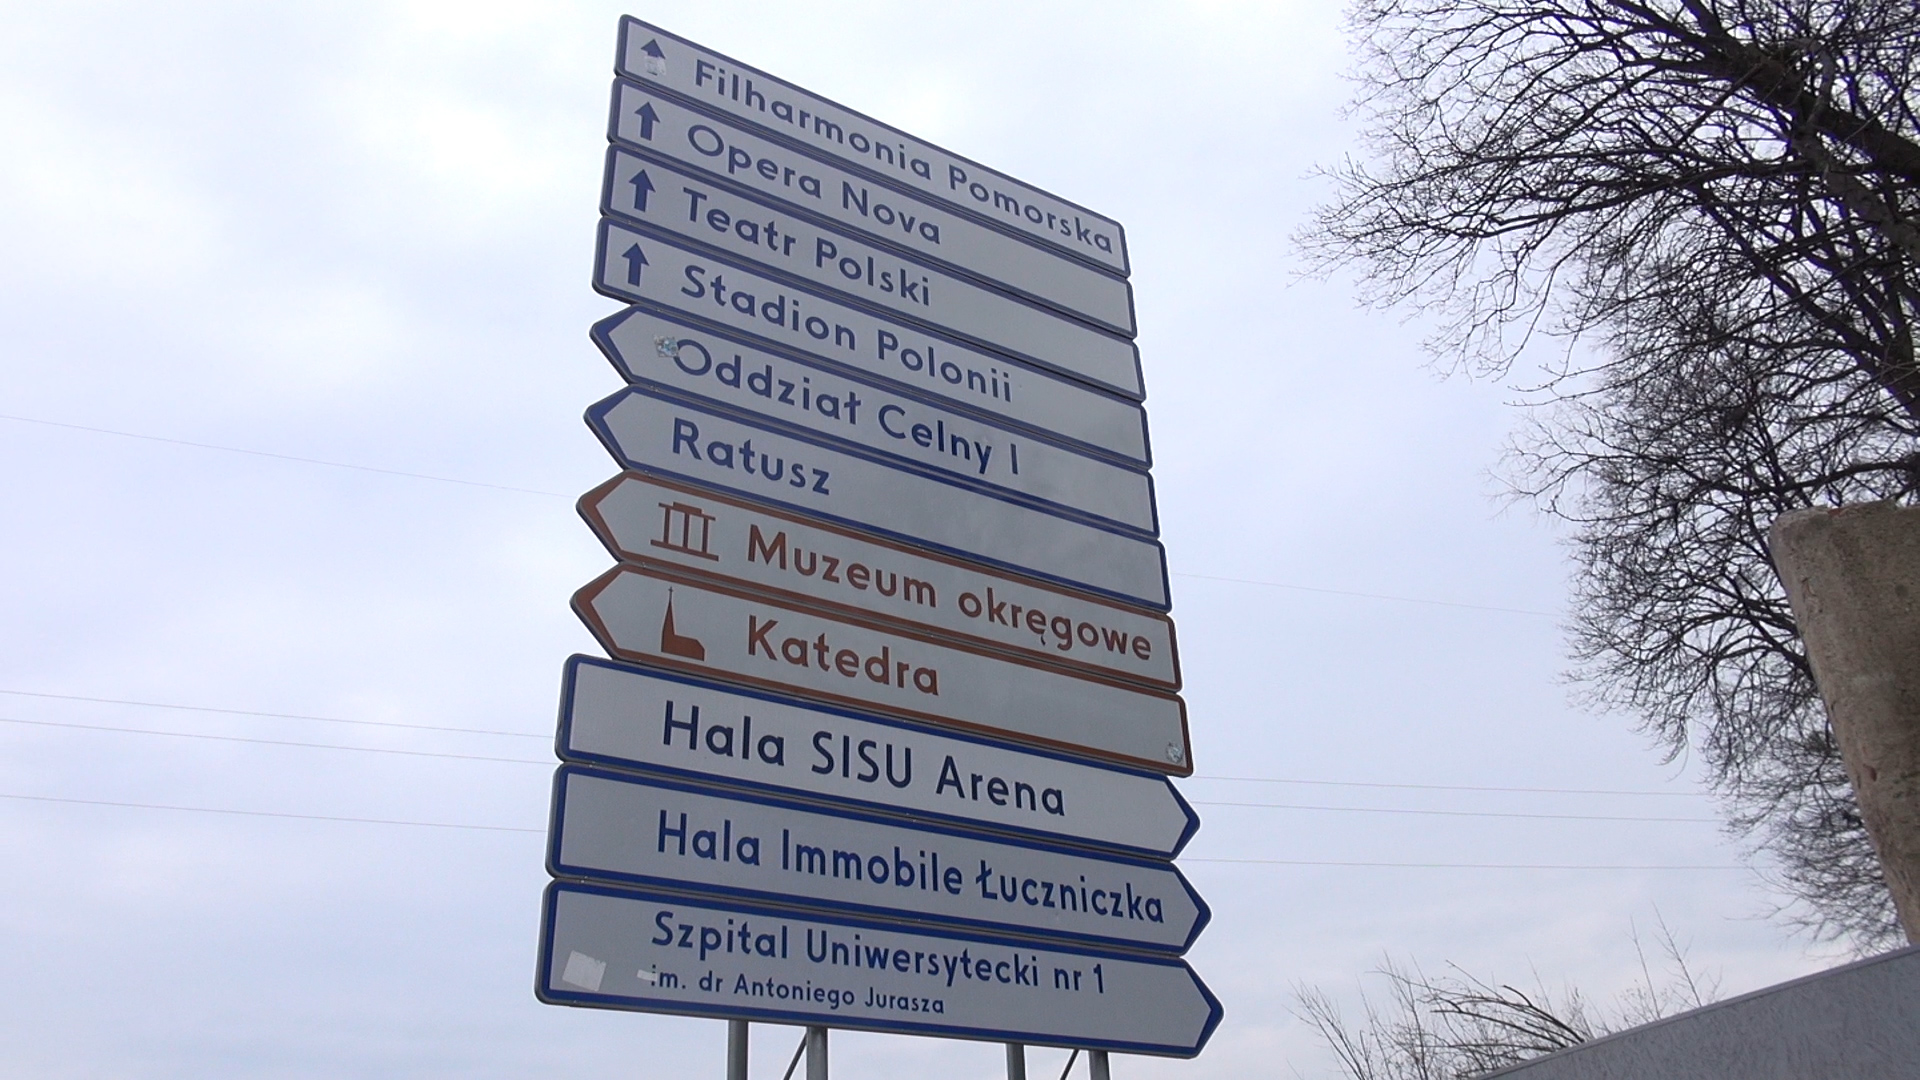 Filharmonia Pomorska
Opera Nova
Teatr Polski
Stadion Polonii
Oddział Celny I
Ratusz
Muzeum okręgowe
Katedra
Hala SISU Arena
Hala Immobile Łuczniczka
Szpital Uniwersytecki nr 1
im. dr Antoniego Jurasza